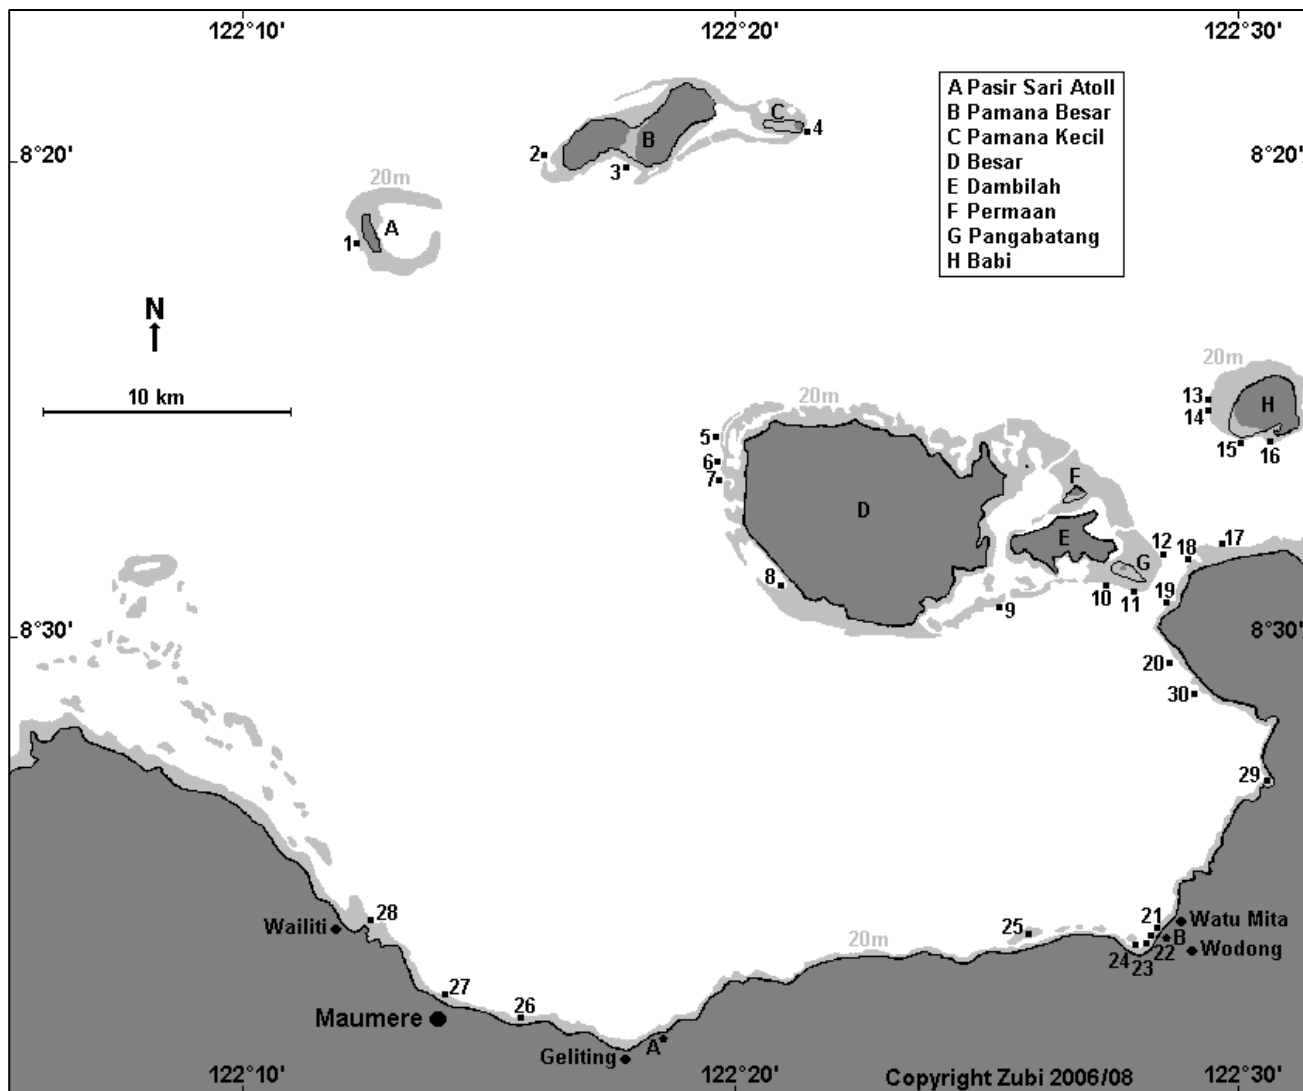 122°10'
122°20'
122°30'
A Pasir Sari Atoll
B Pamana Besar
C Pamana Kecil
D Besar
E Dambilah
F Permaan
G Pangabatang
H Babi
C
4
B
2
3
8°20'
8°20'
20m
A
1
N
20m
10 km
20m
13
14
H
15
16
5
6
7
F
D
E
12
18
17
G
8
10
11
19
9
8°30'
8°30'
20
30
29
28
Wailiti
21
Watu Mita
25
B
20m
24
23
22
Wodong
27
26
Maumere
A
Geliting
122°10'
122°20'
Copyright Zubi 2006/08
122°30'